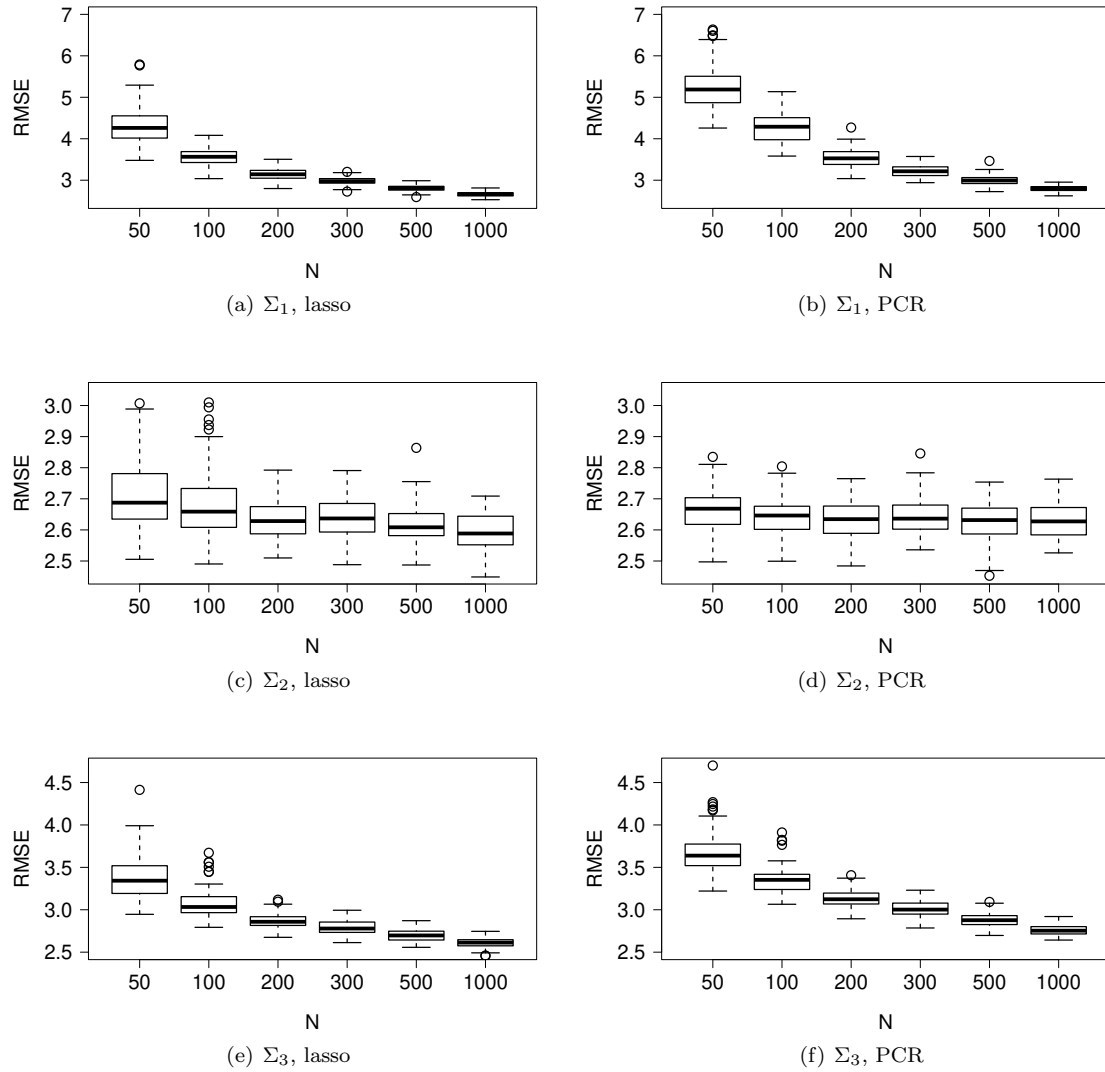 7
6
5
4
3
RMSE
50 100 200 300 500 1000
N
(a) Σ₁, lasso
7
6
5
4
3
RMSE
50 100 200 300 500 1000
N
(b) Σ₁, PCR
3.0
2.9
2.8
2.7
2.6
2.5
RMSE
50 100 200 300 500 1000
N
(c) Σ₂, lasso
3.0
2.9
2.8
2.7
2.6
2.5
RMSE
50 100 200 300 500 1000
N
(d) Σ₂, PCR
4.5
4.0
3.5
3.0
2.5
RMSE
50 100 200 300 500 1000
N
(e) Σ₃, lasso
4.5
4.0
3.5
3.0
2.5
RMSE
50 100 200 300 500 1000
N
(f) Σ₃, PCR